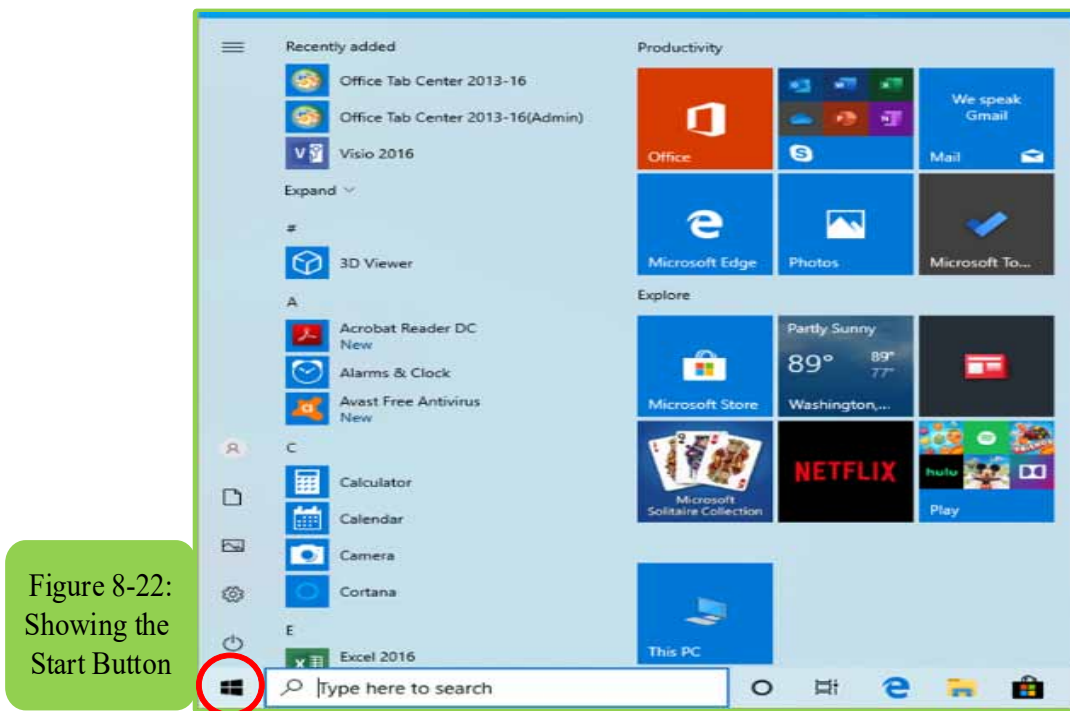 Recently added
Office Tab Center 2013-16
Office Tab Center 2013-16(Admin)
Visio 2016
Expand
#
3D Viewer
A
Acrobat Reader DC
New
Alarms & Clock
Avast Free Antivirus
New
C
Calculator
Calendar
Camera
Cortana
E
Excel 2016
Productivity
Office
We speak
Gmail
Mail
Microsoft Edge
Photos
Microsoft To...
Explore
Microsoft Store
Partly Sunny
89°
89°
77°
Washington,...
Microsoft
Solitaire Collection
NETFLIX
hulu
Play
This PC
Type here to search
Figure 8-22:
Showing the
Start Button